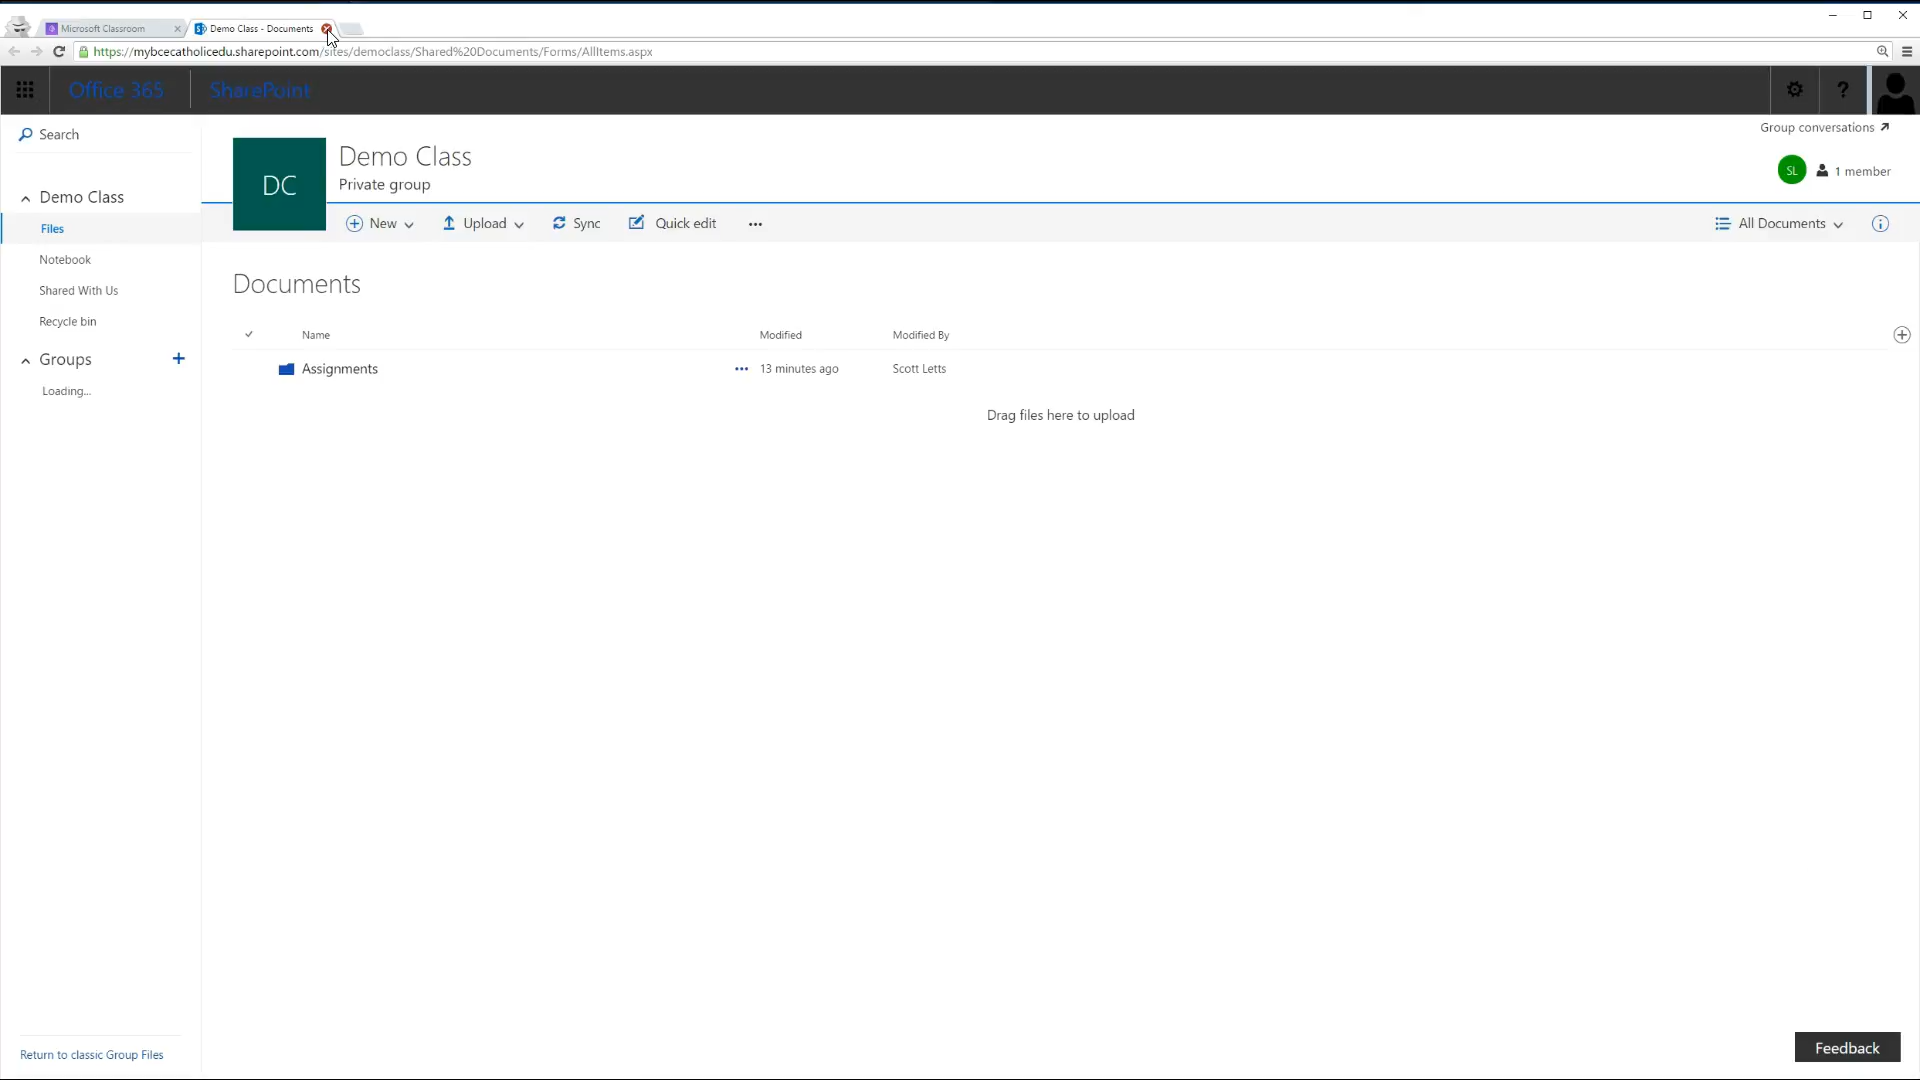 Microsoft Classroom
Demo Class - Documents
https://mybcecatholicedu.sharepoint.com/sites/democlass/Shared%20Documents/Forms/AllItems.aspx
Office 365
SharePoint
?
Search
Group conversations
DC
Demo Class
Private group
SL
1 member
Demo Class
Files
Notebook
Shared With Us
Recycle bin
Groups
Loading...
New
Upload
Sync
Quick edit
All Documents
Documents
Name
Modified
Modified By
Assignments
13 minutes ago
Scott Letts
Drag files here to upload
Return to classic Group Files
Feedback